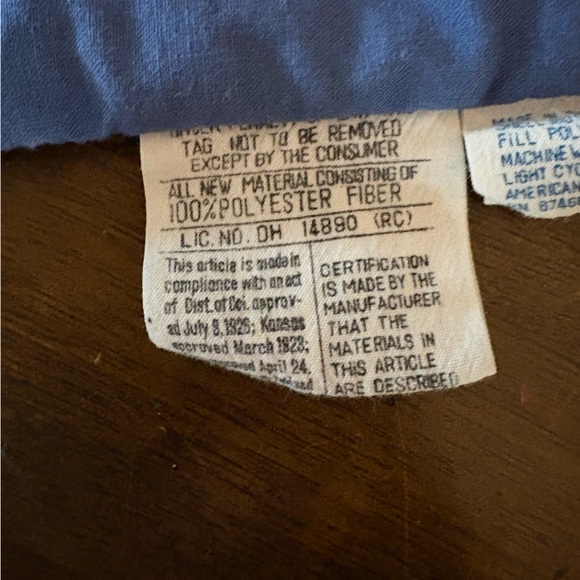 TAG NOT TO BE REMOVED
EXCEPT BY THE CONSUMER
ALL NEW MATERIAL CONSISTING OF
100% POLYESTER FIBER
LIC. NO. OH 14890 (RC)
This article is made in
compliance with an act
of Dist. of Col. approv-
ed July 3, 1926; Kansas
approved March 1923;
April 24,
CERTIFICATION
IS MADE BY THE
MANUFACTURER
THAT THE
MATERIALS IN
THIS ARTICLE
ARE DESCRIBED
FILL POL
MACHINE W
LIGHT CYC
AMERICAN